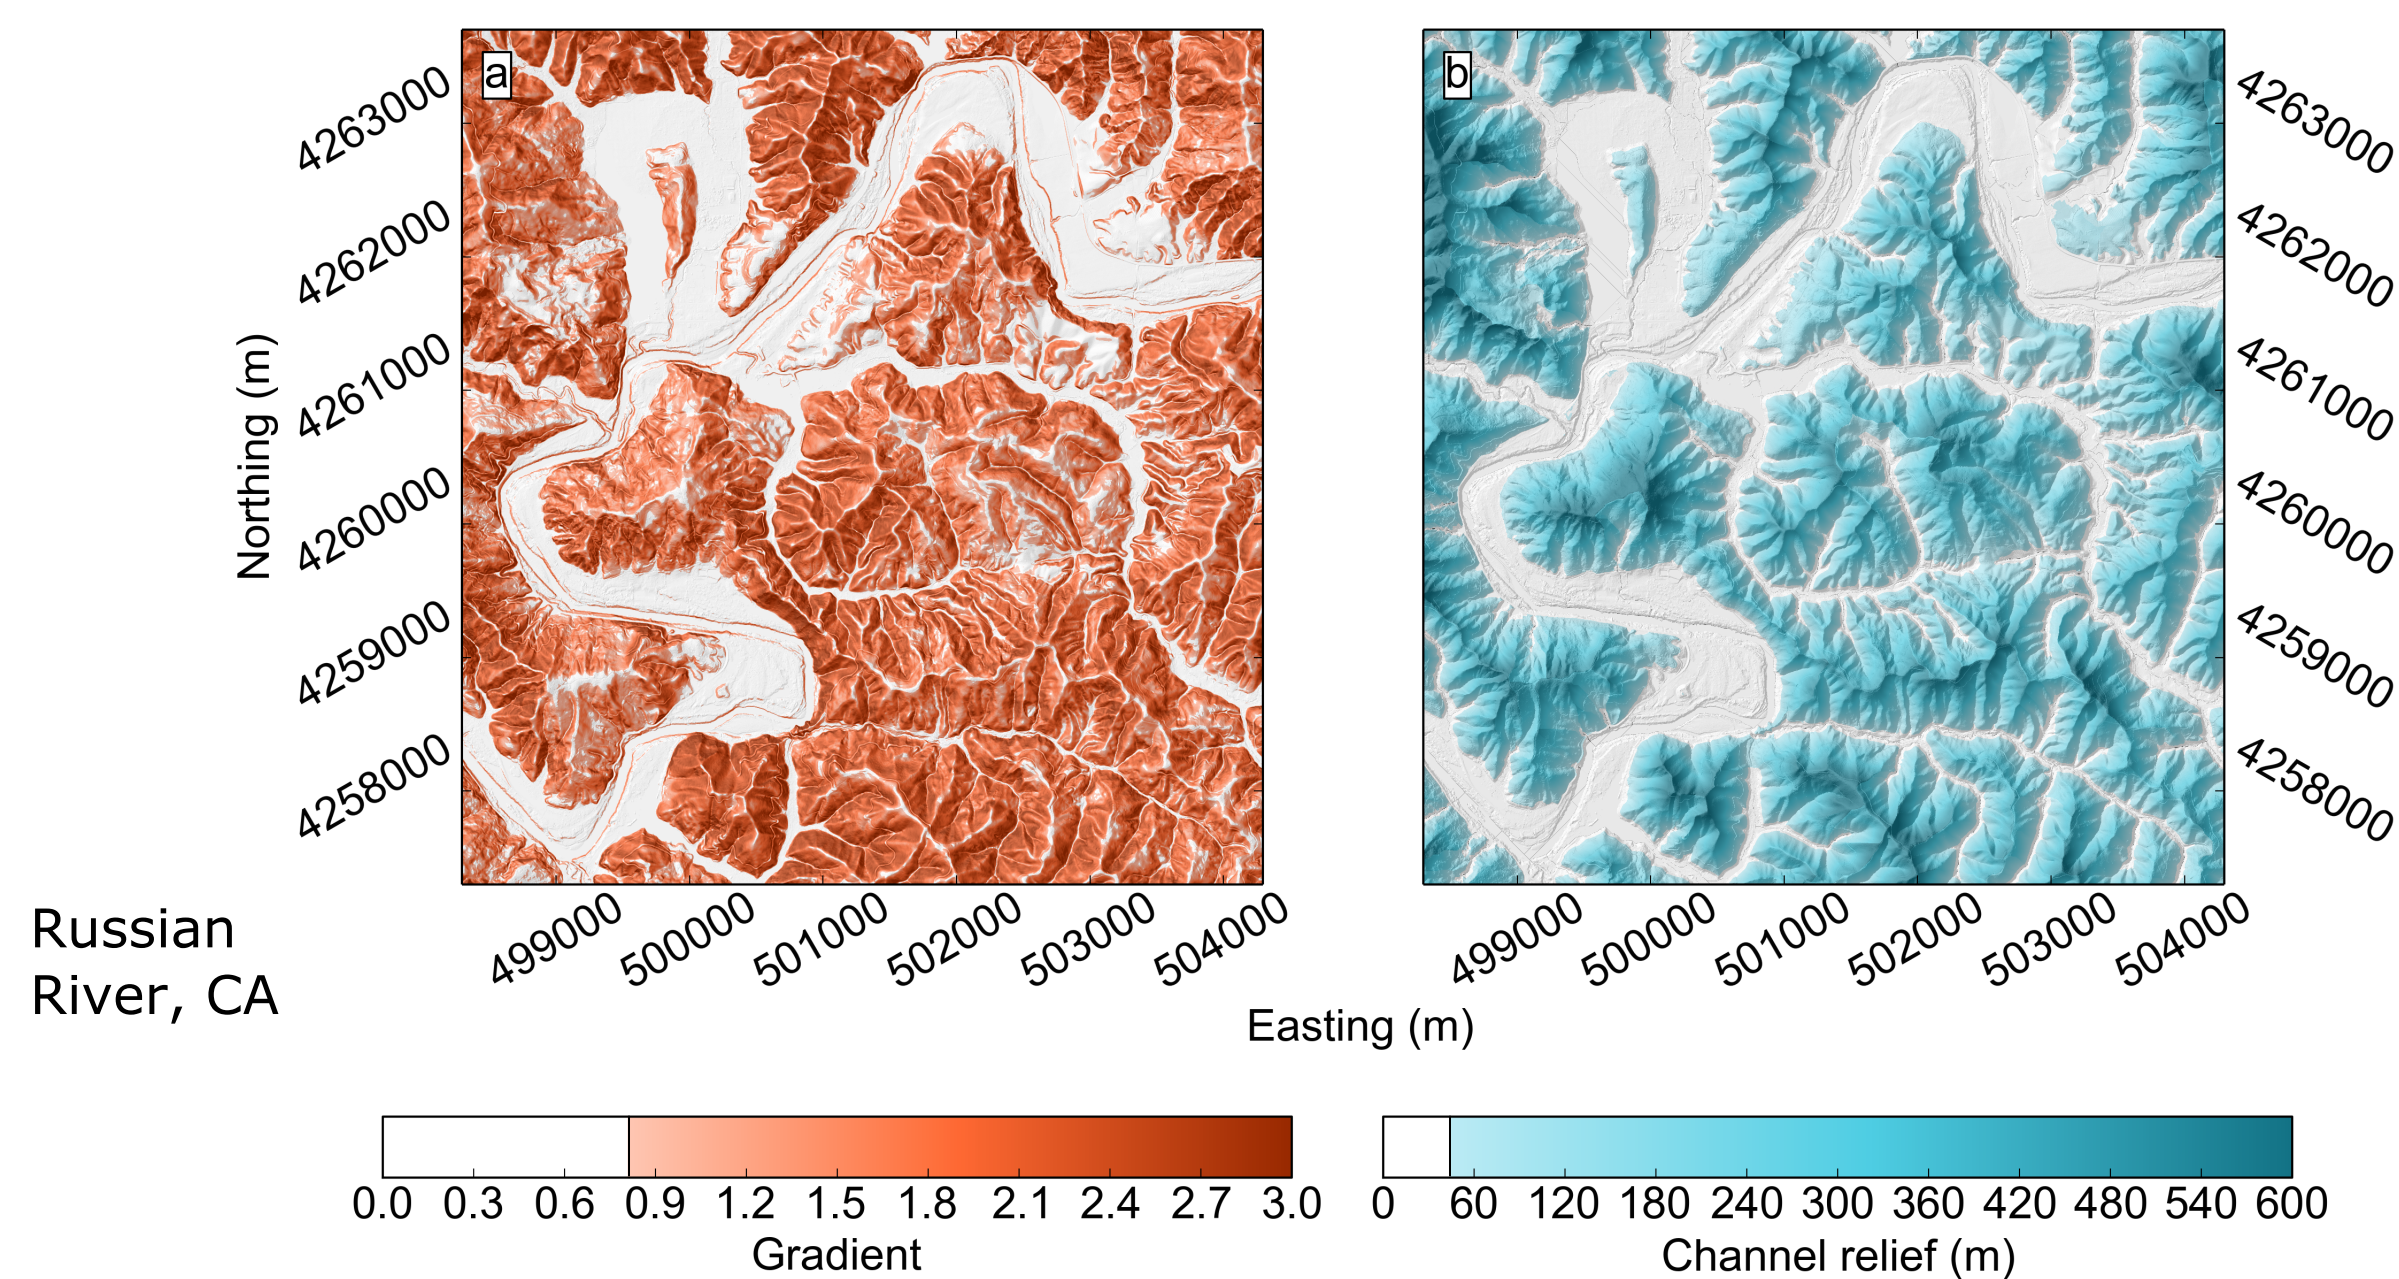 a
b
4263000
4262000
4261000
4260000
4259000
4258000
Northing (m)
4263000
4262000
4261000
4260000
4259000
4258000
499000
500000
501000
502000
503000
504000
499000
500000
501000
502000
503000
504000
Russian
River, CA
Easting (m)
0.0 0.3 0.6 0.9 1.2 1.5 1.8 2.1 2.4 2.7 3.0
Gradient
0 60 120 180 240 300 360 420 480 540 600
Channel relief (m)